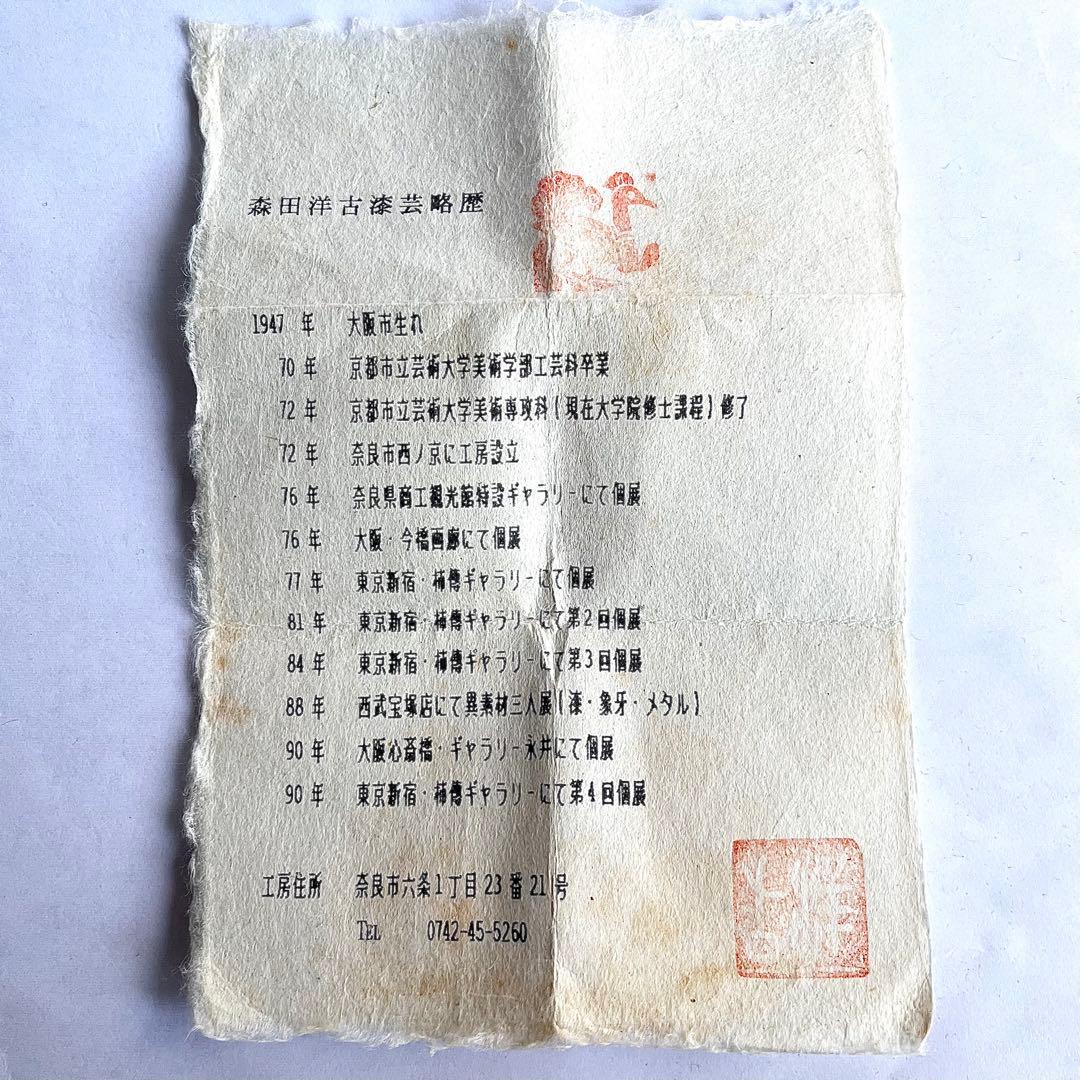 森田洋古漆芸略歴
1947 年 大阪市生れ
70 年 京都市立芸術大学美術学部工芸科卒業
72 年 京都市立芸術大学美術専攻科(現在大学院修士課程)修了
72 年 奈良市西ノ京に工房設立
76 年 奈良県商工観光館特設ギャラリーにて個展
76 年 大阪・今橋画廊にて個展
77 年 東京新宿・柿傳ギャラリーにて個展
81 年 東京新宿・柿傳ギャラリーにて第2回個展
84 年 東京新宿・柿傳ギャラリーにて第3回個展
88 年 西武宝塚店にて異素材三人展(漆・象牙・メタル)
90 年 大阪心斎橋・ギャラリー永井にて個展
90 年 東京新宿・柿傳ギャラリーにて第4回個展
工房住所 奈良市六条1丁目23番21号
TEL 0742-45-5260